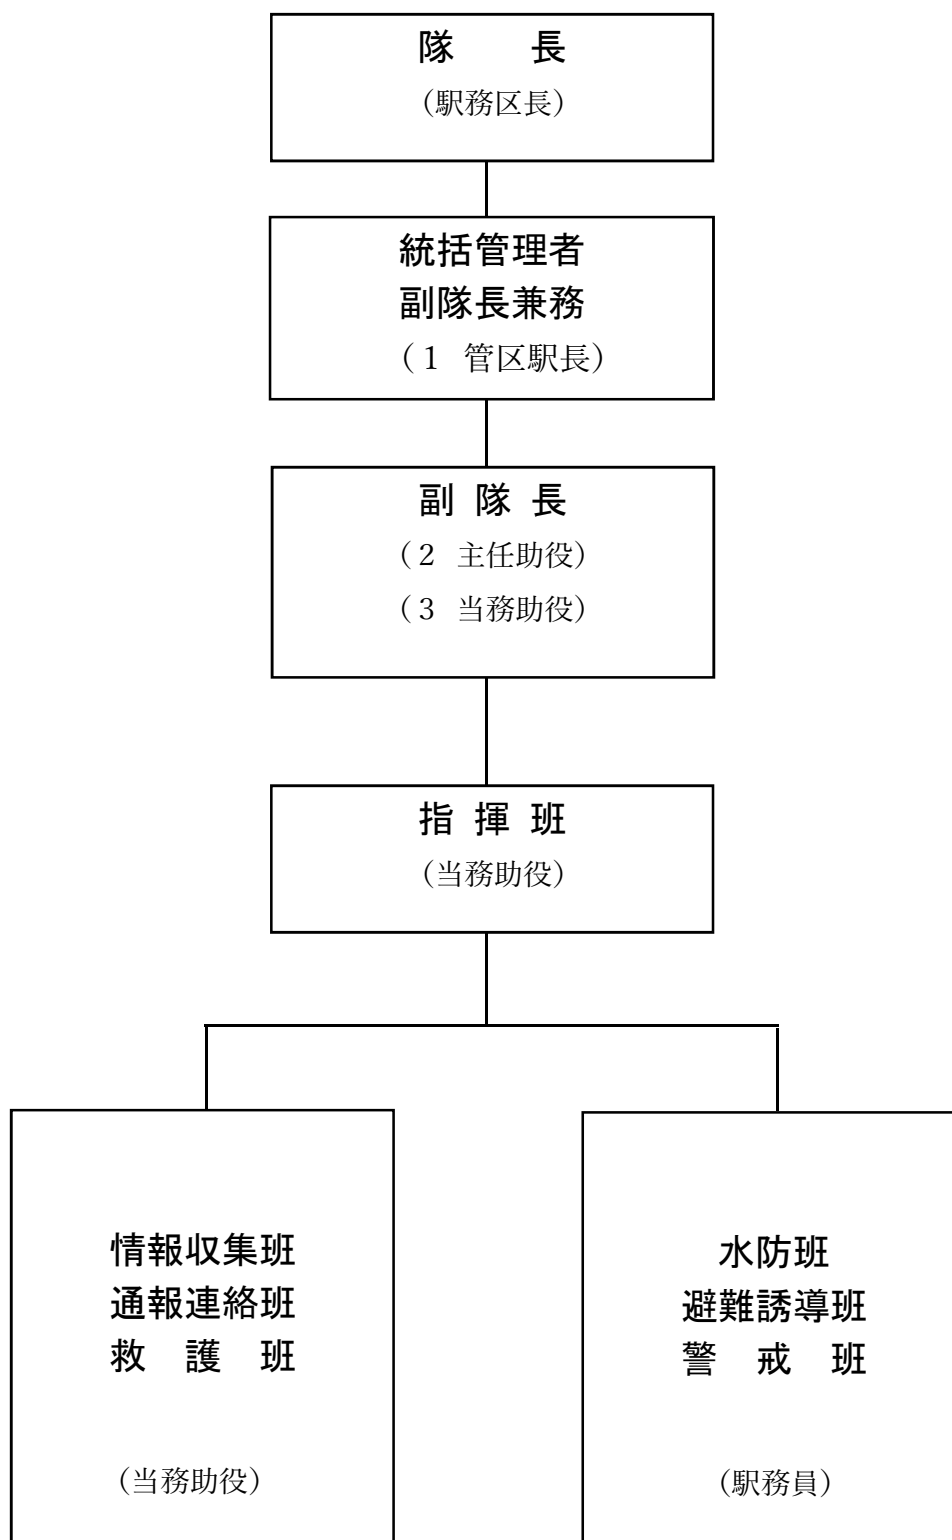 隊　　長
（駅務区長）
統括管理者
副隊長兼務
（１ 管区駅長）
副 隊 長
（２ 主任助役）
（３ 当務助役）
指 揮 班
（当務助役）
情報収集班
通報連絡班
救　護　班
（当務助役）
水防班
避難誘導班
警　戒　班
（駅務員）